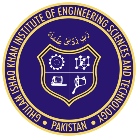 GHULAM ISHAQ KHAN INSTITUTE OF ENGINEERING SCIENCES AND TECHNOLOGY
• PAKISTAN •